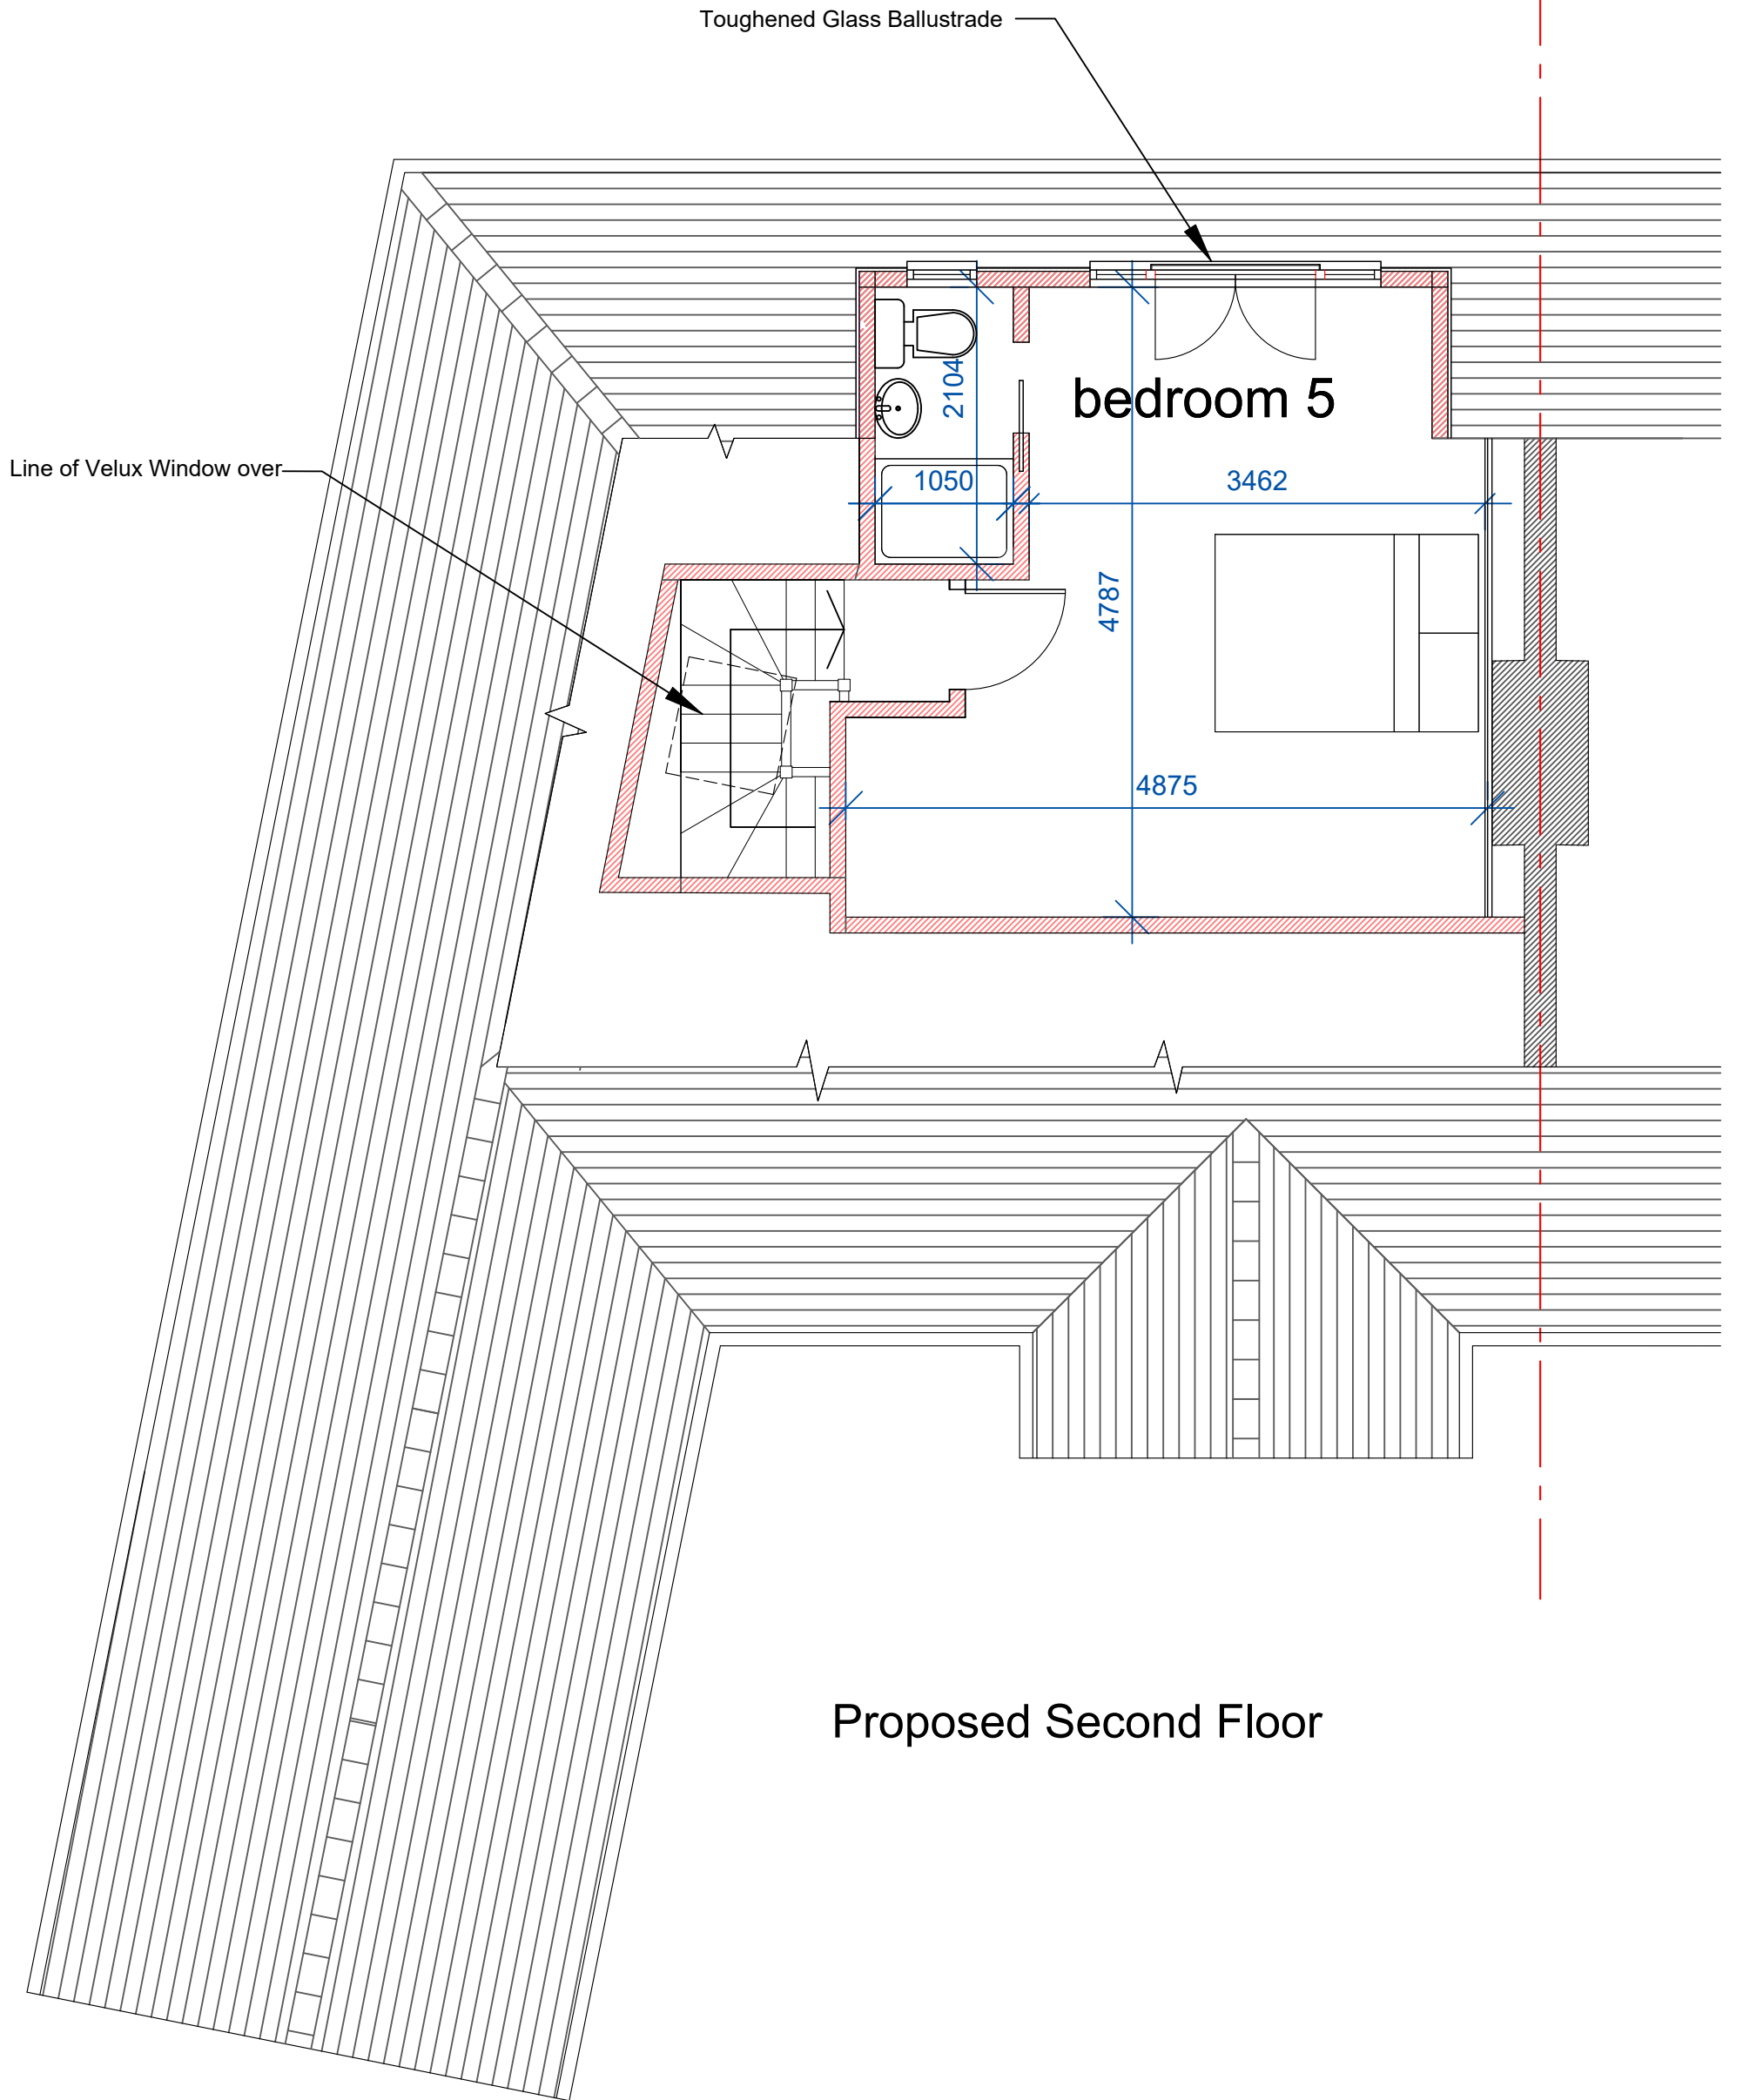 Toughened Glass Ballustrade
bedroom 5
2104
Line of Velux Window over
1050
3462
4787
4875
Proposed Second Floor